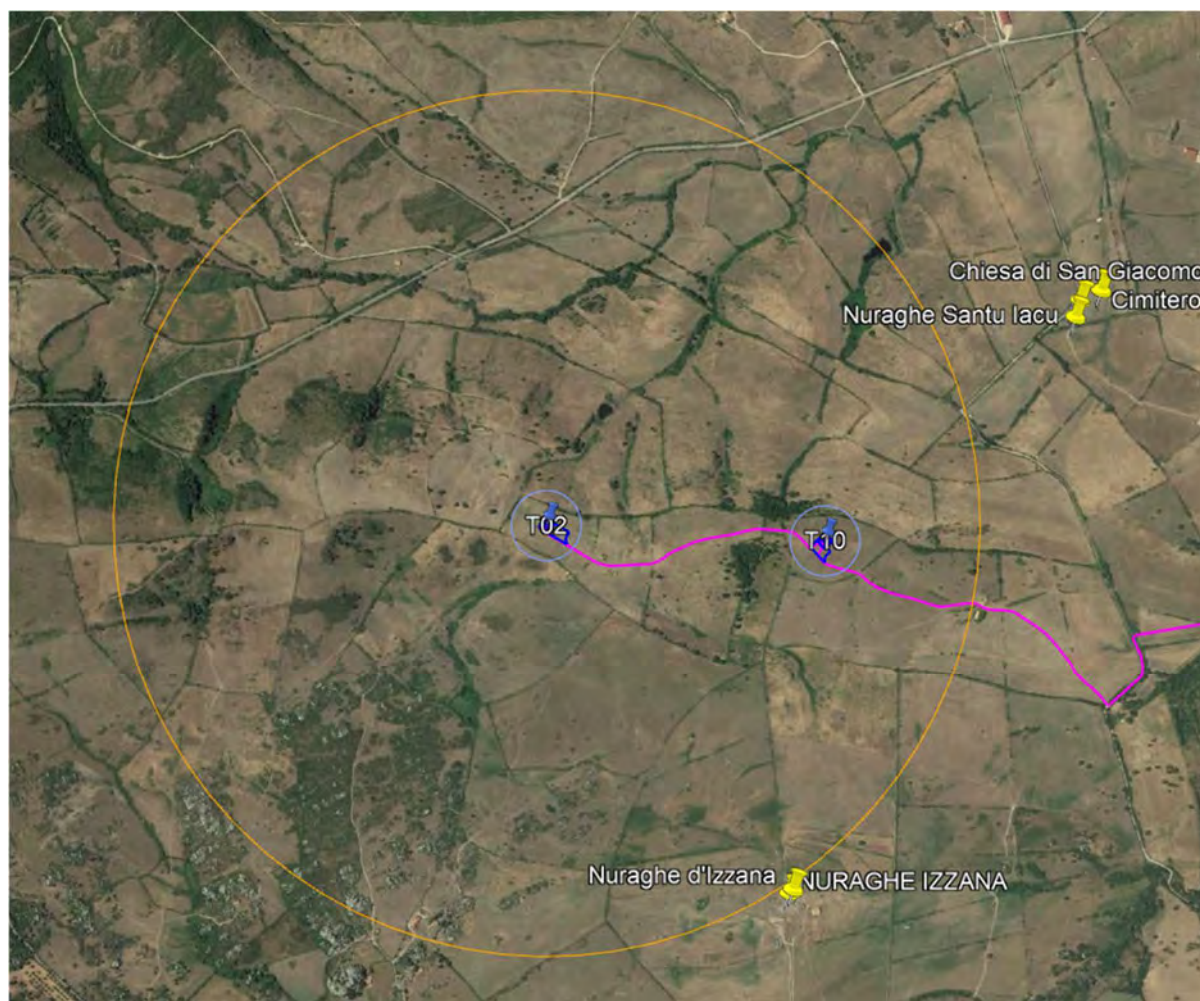 Chiesa di San Giacomo
Cimitero
Nuraghe Santu Iacu
T02
T10
Nuraghe d'Izzana
NURAGHE IZZANA